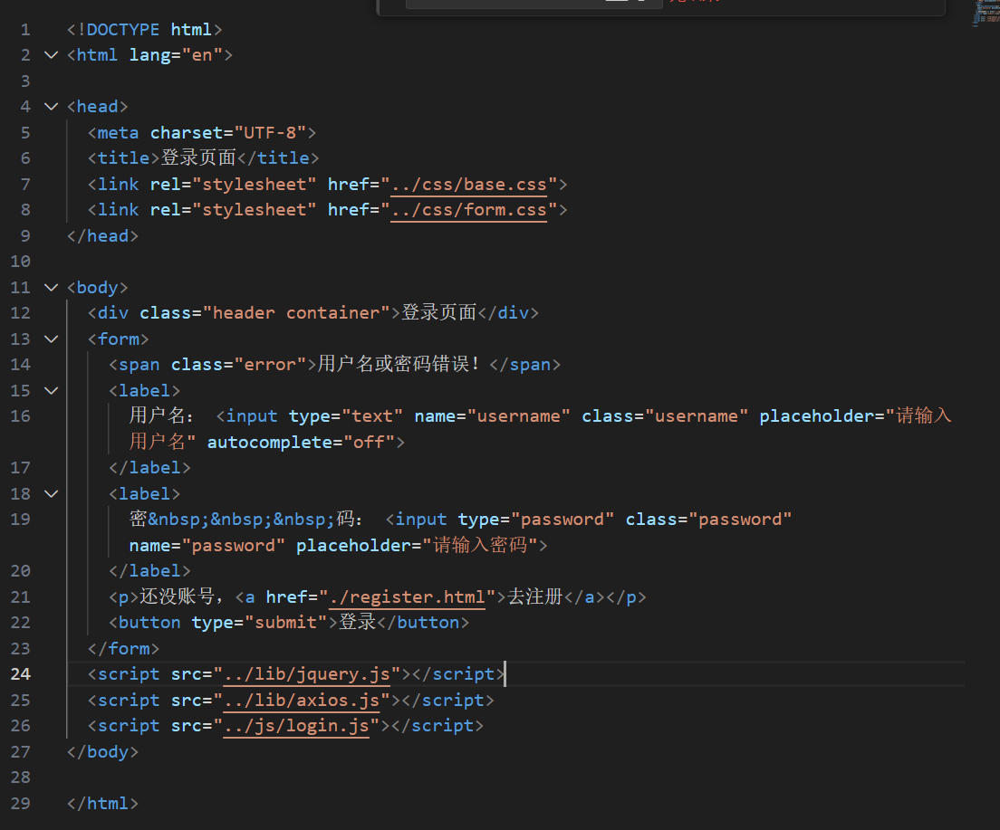 1 <!DOCTYPE html>
2 <html lang="en">
3
4 <head>
5 <meta charset="UTF-8">
6 <title>登录页面</title>
7 <link rel="stylesheet" href="../css/base.css">
8 <link rel="stylesheet" href="../css/form.css">
9 </head>
10
11 <body>
12 <div class="header container">登录页面</div>
13 <form>
14 <span class="error">用户名或密码错误！</span>
15 <label>
16 用户名： <input type="text" name="username" class="username" placeholder="请输入
用户名" autocomplete="off">
17 </label>
18 <label>
19 密&nbsp;&nbsp;&nbsp;码： <input type="password" class="password"
name="password" placeholder="请输入密码">
20 </label>
21 <p>还没账号，<a href="./register.html">去注册</a></p>
22 <button type="submit">登录</button>
23 </form>
24 <script src="../lib/jquery.js"></script>
25 <script src="../lib/axios.js"></script>
26 <script src="../js/login.js"></script>
27 </body>
28
29 </html>